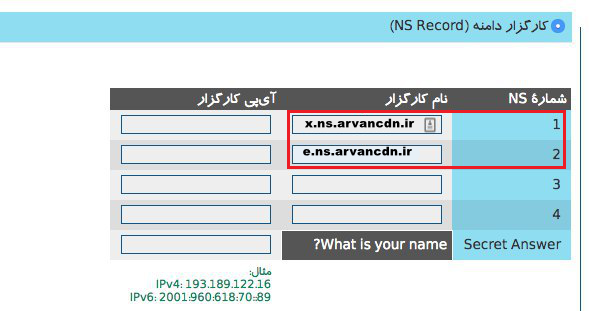 کارگزار دامنه (NS Record)
شمارهٔ NS نام کارگزار آی‌پی کارگزار
1 x.ns.arvancdn.ir
2 e.ns.arvancdn.ir
3
4
Secret Answer What is your name?
مثال:
IPv4: 193.189.122.16
IPv6: 2001:960:618:70::89